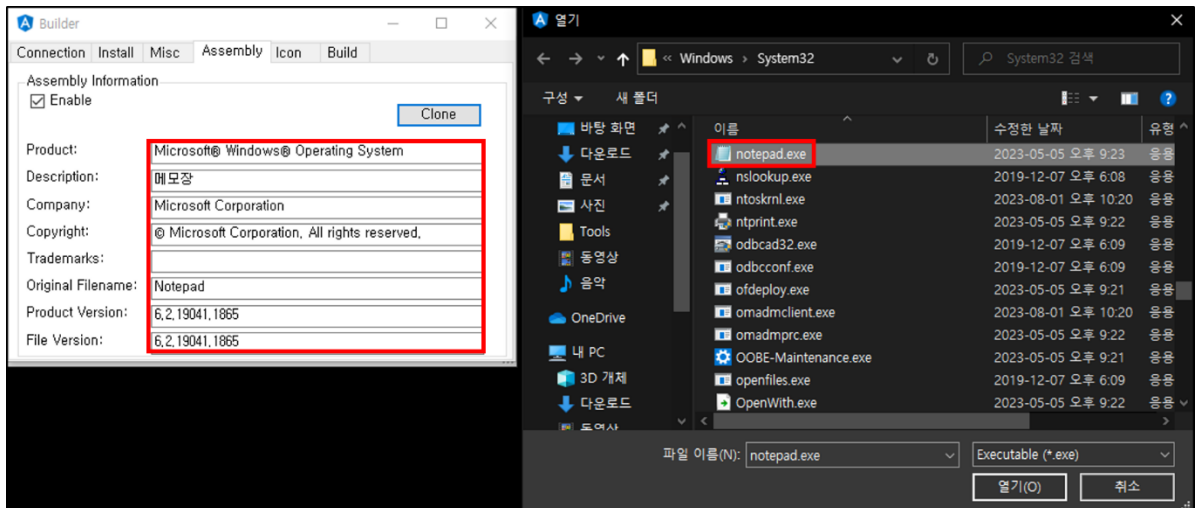 Builder
Connection Install Misc Assembly Icon Build
Assembly Information
Enable
Clone
Product: Microsoft® Windows® Operating System
Description: 메모장
Company: Microsoft Corporation
Copyright: © Microsoft Corporation. All rights reserved.
Trademarks:
Original Filename: Notepad
Product Version: 6.2.19041.1865
File Version: 6.2.19041.1865
열기
« Windows › System32
System32 검색
구성 새 폴더
바탕 화면
다운로드
문서
사진
Tools
동영상
음악
OneDrive
내 PC
3D 개체
다운로드
동영상
이름 수정한 날짜 유형
notepad.exe 2023-05-05 오후 9:23 응용
nslookup.exe 2019-12-07 오후 6:08 응용
ntoskrnl.exe 2023-08-01 오후 10:20 응용
ntprint.exe 2023-05-05 오후 9:22 응용
odbcad32.exe 2019-12-07 오후 6:09 응용
odbcconf.exe 2019-12-07 오후 6:09 응용
ofdeploy.exe 2023-05-05 오후 9:21 응용
omadmclient.exe 2023-08-01 오후 10:20 응용
omadmprc.exe 2023-05-05 오후 9:22 응용
OOBE-Maintenance.exe 2023-05-05 오후 9:21 응용
openfiles.exe 2019-12-07 오후 6:09 응용
OpenWith.exe 2023-05-05 오후 9:22 응용
파일 이름(N): notepad.exe Executable (*.exe)
열기(O) 취소